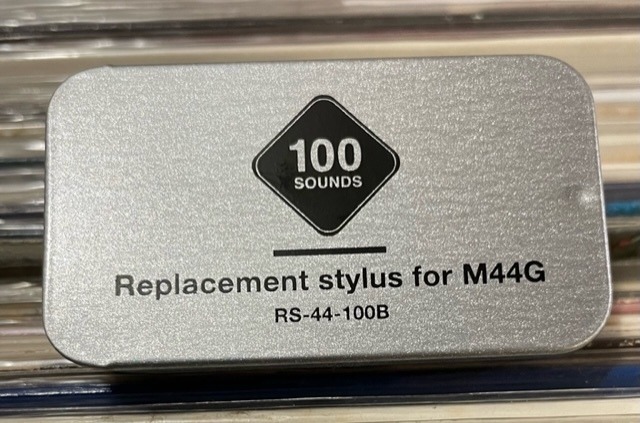 100
SOUNDS
Replacement stylus for M44G
RS-44-100B